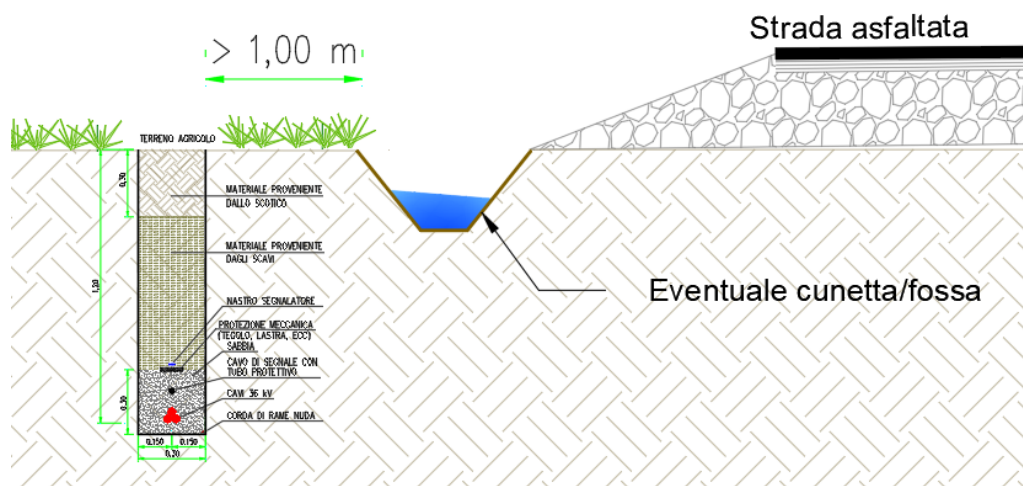 Strada asfaltata
> 1,00 m
TERRENO AGRICOLO
0,30
MATERIALE PROVENIENTE
DALLO SCOTICO
MATERIALE PROVENIENTE
DAGLI SCAVI
1,20
Eventuale cunetta/fossa
NASTRO SEGNALATORE
PROTEZIONE MECCANICA
(TEGOLO, LASTRA, ECC)
SABBIA
CAVO DI SEGNALE CON
TUBO PROTETTIVO
0,30
CAVI 36 kV
CORDA DI RAME NUDA
0,150 0,150
0,30